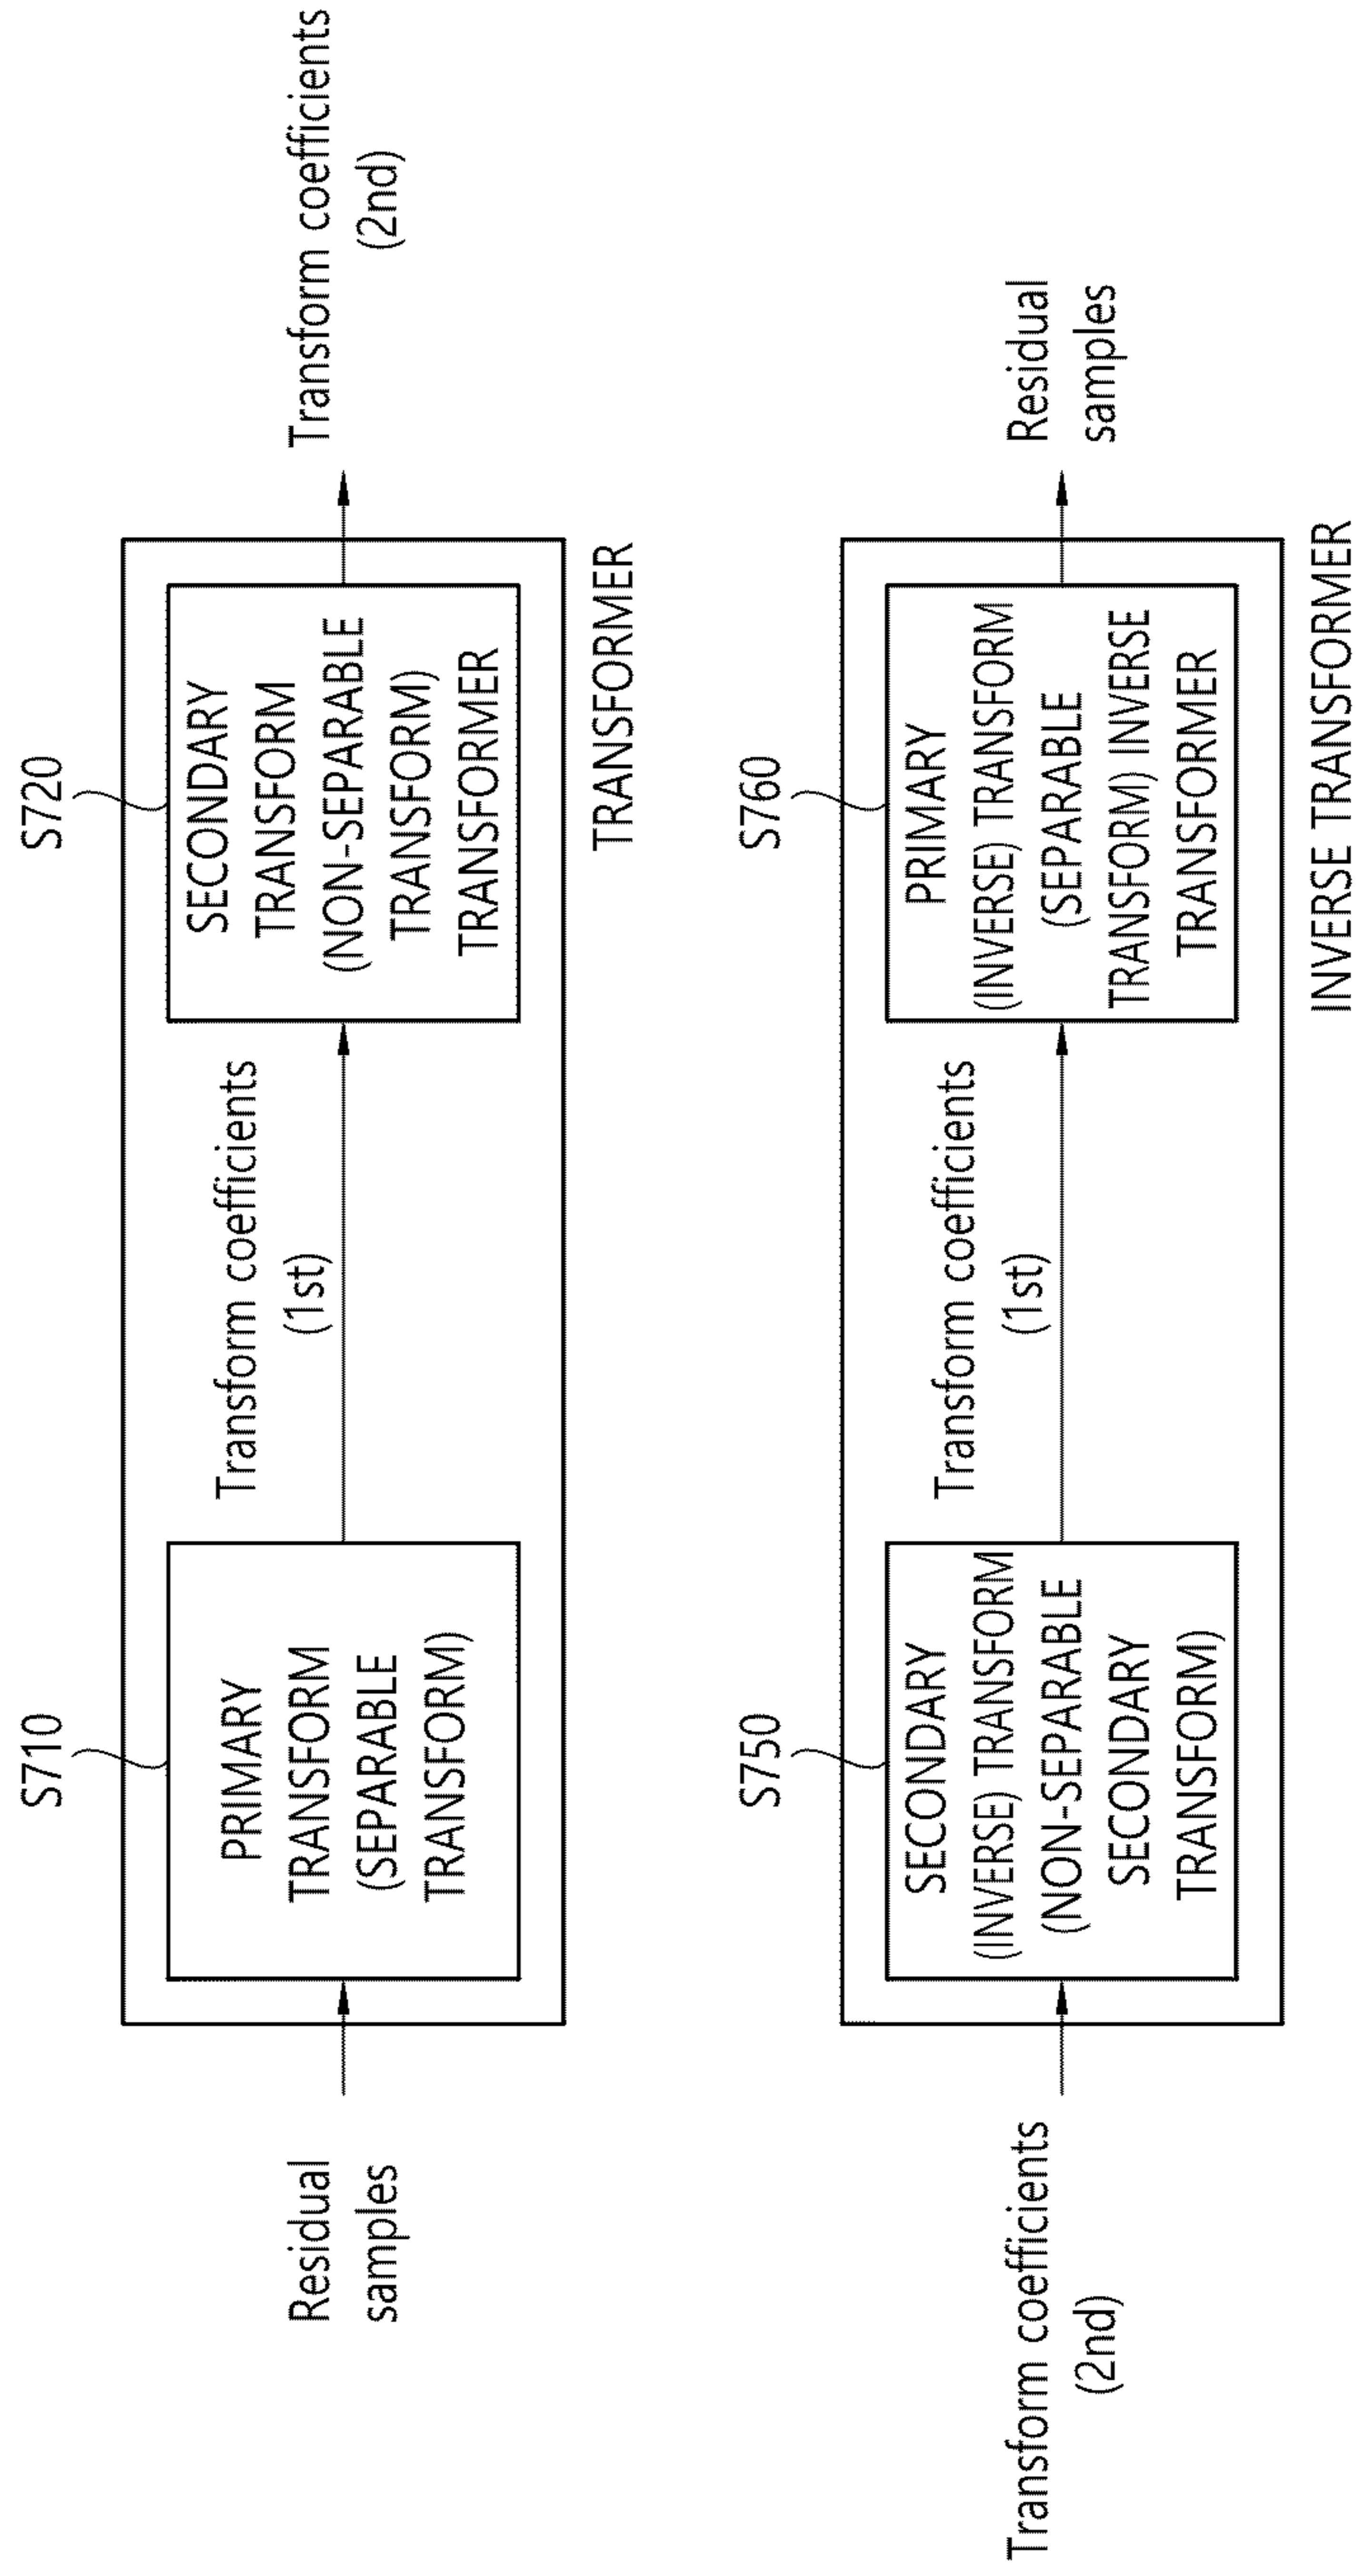 S710
S720
Residual
samples
PRIMARY
TRANSFORM
(SEPARABLE
TRANSFORM)
Transform coefficients
(1st)
SECONDARY
TRANSFORM
(NON-SEPARABLE
TRANSFORM)
TRANSFORMER
Transform coefficients
(2nd)
TRANSFORMER
S750
S760
Transform coefficients
(2nd)
SECONDARY
(INVERSE) TRANSFORM
(NON-SEPARABLE
SECONDARY
TRANSFORM)
Transform coefficients
(1st)
PRIMARY
(INVERSE) TRANSFORM
(SEPARABLE
TRANSFORM) INVERSE
TRANSFORMER
Residual
samples
INVERSE TRANSFORMER